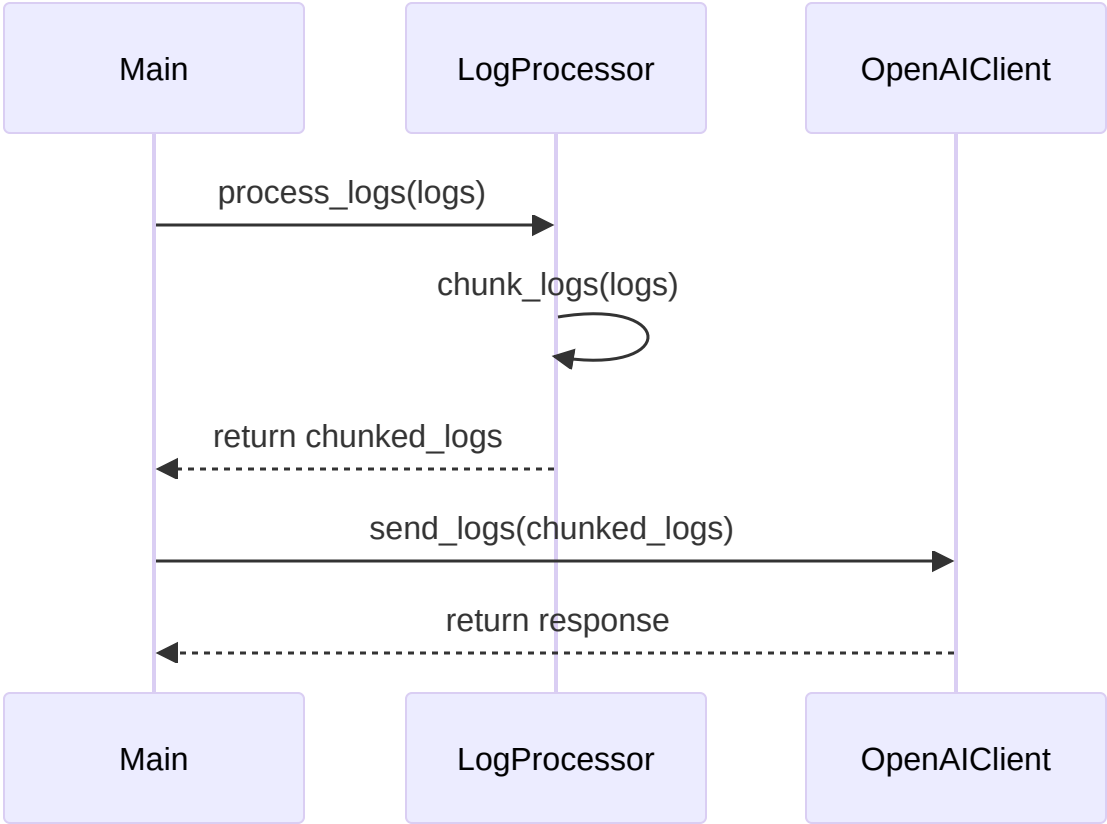 Main
LogProcessor
OpenAIClient
process_logs(logs)
chunk_logs(logs)
return chunked_logs
send_logs(chunked_logs)
return response
Main
LogProcessor
OpenAIClient